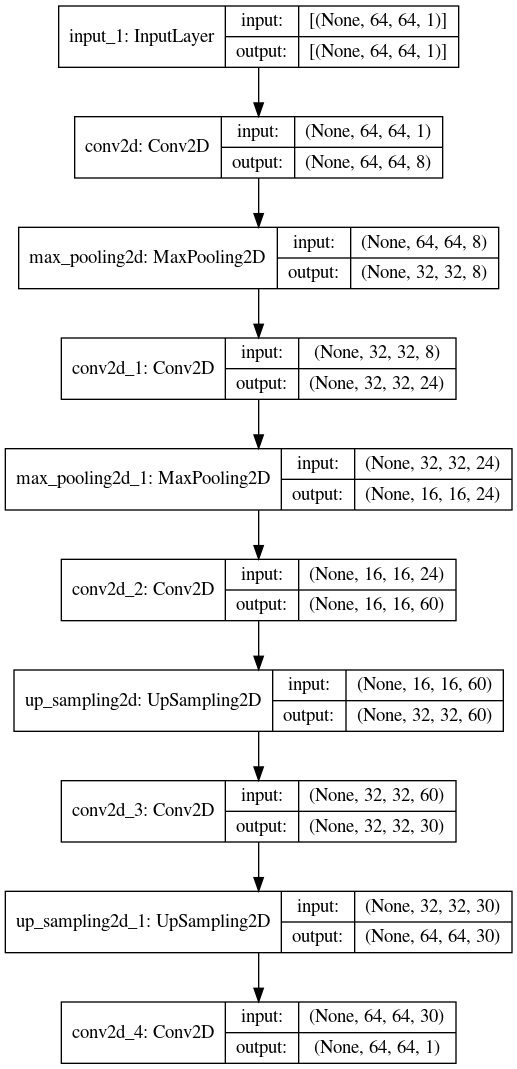 input_1: InputLayer
input: [(None, 64, 64, 1)]
output: [(None, 64, 64, 1)]
conv2d: Conv2D
input: (None, 64, 64, 1)
output: (None, 64, 64, 8)
max_pooling2d: MaxPooling2D
input: (None, 64, 64, 8)
output: (None, 32, 32, 8)
conv2d_1: Conv2D
input: (None, 32, 32, 8)
output: (None, 32, 32, 24)
max_pooling2d_1: MaxPooling2D
input: (None, 32, 32, 24)
output: (None, 16, 16, 24)
conv2d_2: Conv2D
input: (None, 16, 16, 24)
output: (None, 16, 16, 60)
up_sampling2d: UpSampling2D
input: (None, 16, 16, 60)
output: (None, 32, 32, 60)
conv2d_3: Conv2D
input: (None, 32, 32, 60)
output: (None, 32, 32, 30)
up_sampling2d_1: UpSampling2D
input: (None, 32, 32, 30)
output: (None, 64, 64, 30)
conv2d_4: Conv2D
input: (None, 64, 64, 30)
output: (None, 64, 64, 1)